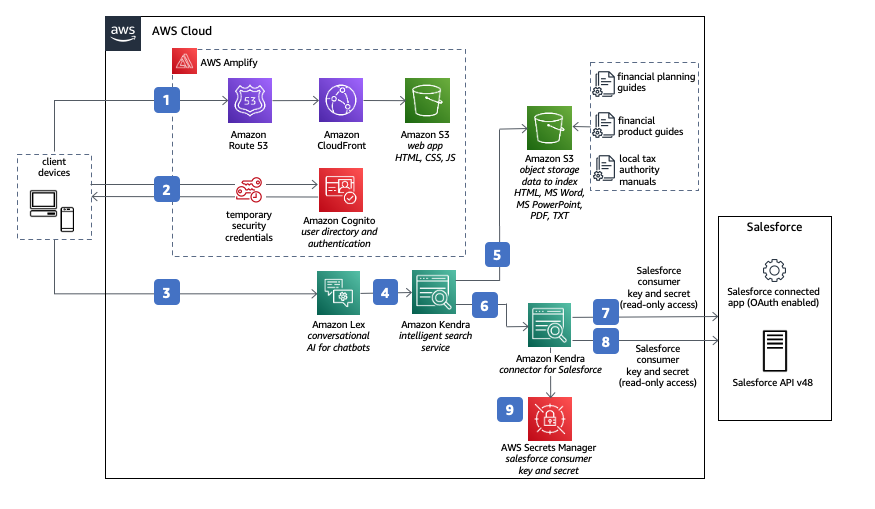 aws
AWS Cloud
AWS Amplify
1
53
Amazon
Route 53
Amazon
CloudFront
Amazon S3
web app
HTML, CSS, JS
financial planning
guides
financial
product guides
local tax
authority
manuals
Amazon S3
object storage
data to index
HTML, MS Word,
MS PowerPoint,
PDF, TXT
client
devices
2
temporary
security
credentials
Amazon Cognito
user directory and
authentication
3
Amazon Lex
conversational
AI for chatbots
4
Amazon Kendra
intelligent search
service
5
6
Amazon Kendra
connector for Salesforce
7
Salesforce
consumer
key and secret
(read-only access)
8
Salesforce
consumer
key and secret
(read-only access)
9
AWS Secrets Manager
salesforce consumer
key and secret
Salesforce
Salesforce connected
app (OAuth enabled)
Salesforce API v48